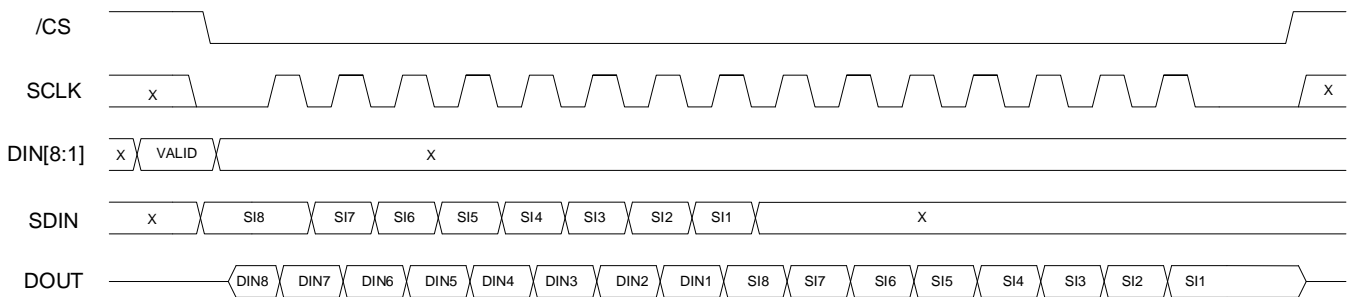 /CS
SCLK X X
DIN[8:1] X VALID X
SDIN X SI8 SI7 SI6 SI5 SI4 SI3 SI2 SI1 X
DOUT DIN8 DIN7 DIN6 DIN5 DIN4 DIN3 DIN2 DIN1 SI8 SI7 SI6 SI5 SI4 SI3 SI2 SI1